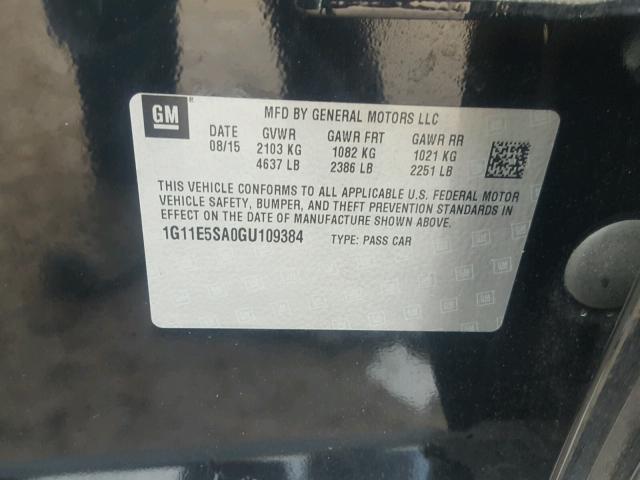 GM ®
MFD BY GENERAL MOTORS LLC
DATE GVWR GAWR FRT GAWR RR
08/15 2103 KG 1082 KG 1021 KG
4637 LB 2386 LB 2251 LB
THIS VEHICLE CONFORMS TO ALL APPLICABLE U.S. FEDERAL MOTOR
VEHICLE SAFETY, BUMPER, AND THEFT PREVENTION STANDARDS IN
EFFECT ON THE DATE OF MANUFACTURE SHOWN ABOVE.
1G11E5SA0GU109384 TYPE: PASS CAR